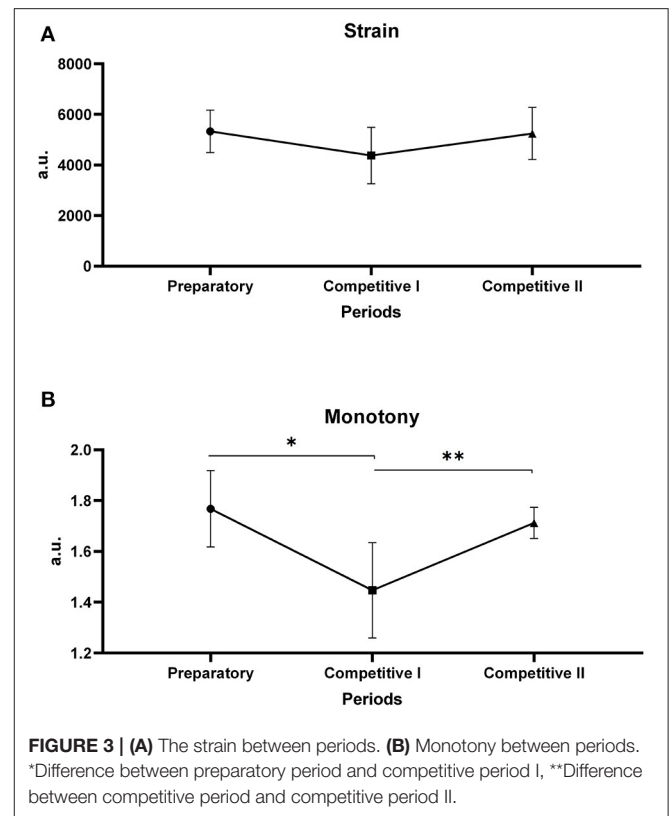 A
Strain
8000
6000
4000
2000
0
a.u.
Preparatory Competitive I Competitive II
Periods
B
Monotony
* **
2.0
1.8
1.6
1.4
1.2
a.u.
Preparatory Competitive I Competitive II
Periods
FIGURE 3 | (A) The strain between periods. (B) Monotony between periods.
*Difference between preparatory period and competitive period I, **Difference
between competitive period and competitive period II.